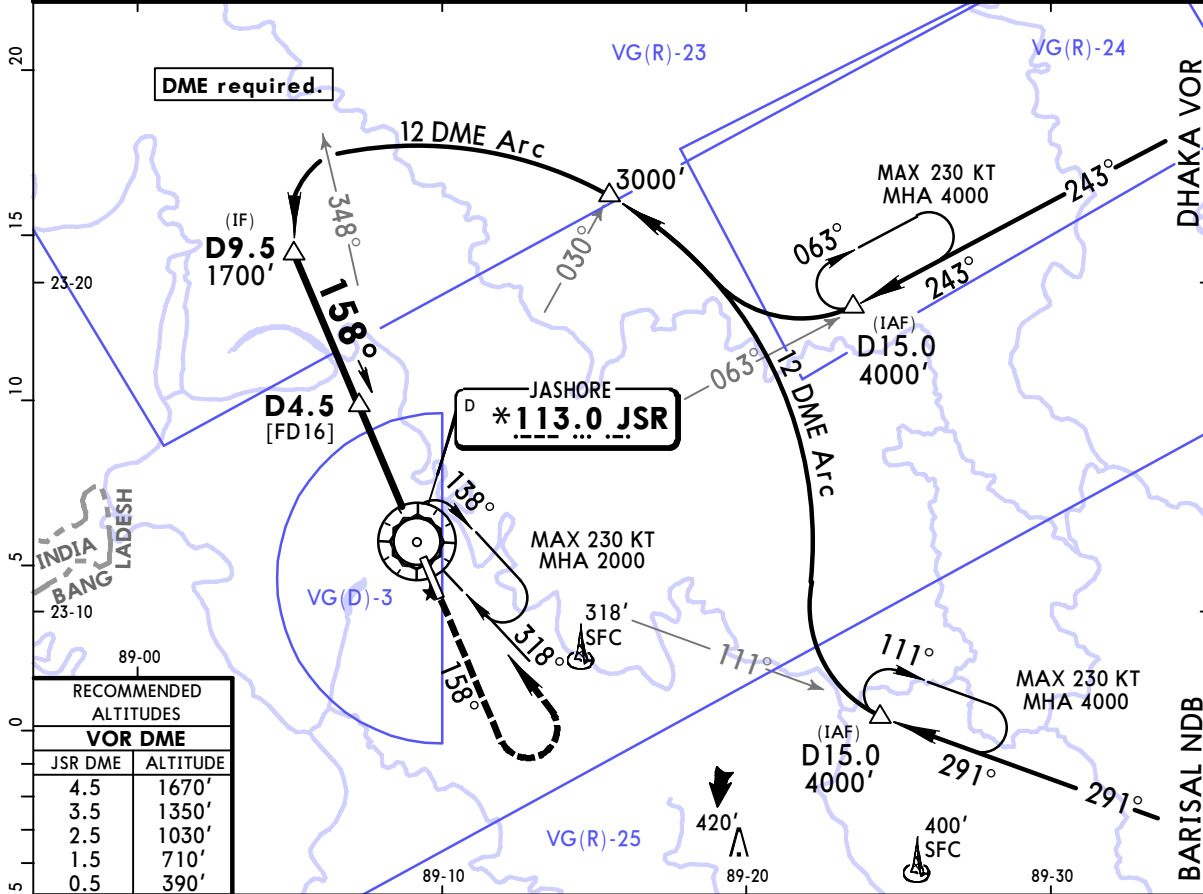 VG(R)-23
VG(R)-24
DME required.
DHAKA VOR
12 DME Arc
3000'
MAX 230 KT
MHA 4000
243°
063°
243°
(IAF)
D15.0
4000'
348°
030°
063°
(IF)
D9.5
1700'
158°
12 DME Arc
D4.5
[FD16]
JASHORE
D
*113.0 JSR
138°
MAX 230 KT
MHA 2000
INDIA
BANG
LADESH
VG(D)-3
318°
158°
318'
SFC
111°
111°
MAX 230 KT
MHA 4000
(IAF)
D15.0
4000'
291°
291°
BARISAL NDB
420'
400'
SFC
VG(R)-25
20
15
23-20
10
5
23-10
0
5
89-00
89-10
89-20
89-30
RECOMMENDED
ALTITUDES
VOR DME
JSR DME ALTITUDE
4.5 1670'
3.5 1350'
2.5 1030'
1.5 710'
0.5 390'